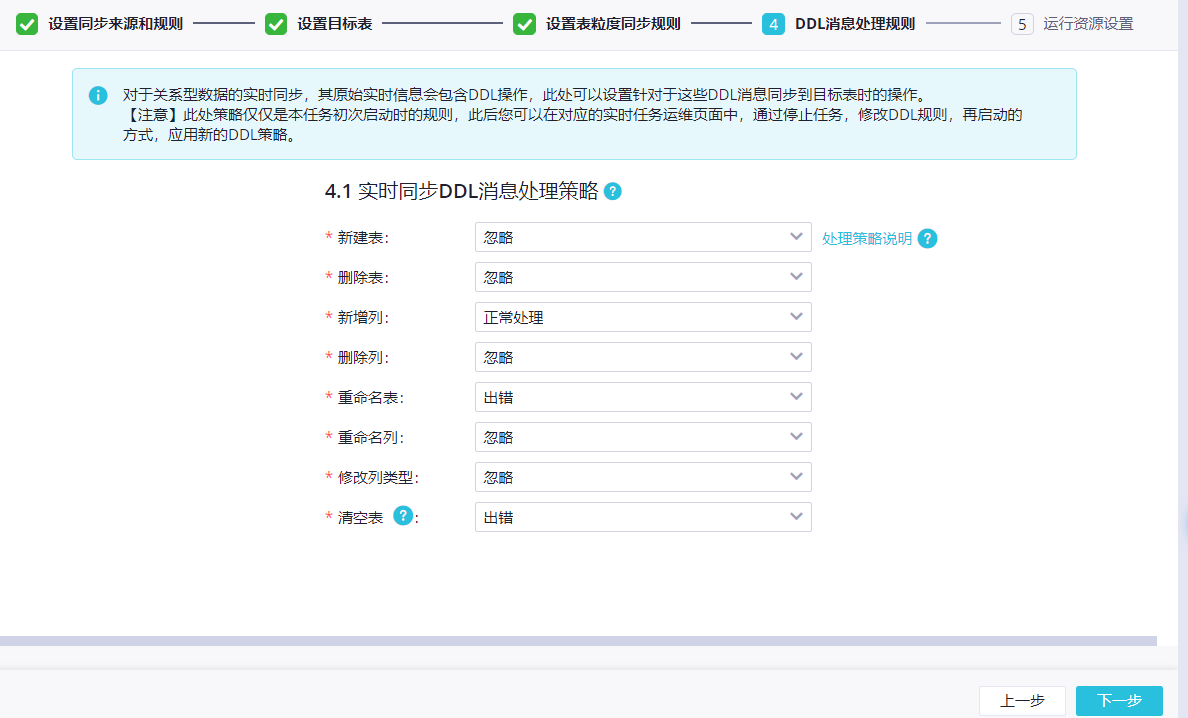 设置同步来源和规则 设置目标表 设置表粒度同步规则 4 DDL消息处理规则 5 运行资源设置
对于关系型数据的实时同步，其原始实时信息会包含DDL操作，此处可以设置针对于这些DDL消息同步到目标表时的操作。
【注意】此处策略仅仅是本任务初次启动时的规则，此后您可以在对应的实时任务运维页面中，通过停止任务，修改DDL规则，再启动的
方式，应用新的DDL策略。
4.1 实时同步DDL消息处理策略 ?
* 新建表: 忽略 处理策略说明 ?
* 删除表: 忽略
* 新增列: 正常处理
* 删除列: 忽略
* 重命名表: 出错
* 重命名列: 忽略
* 修改列类型: 忽略
* 清空表 ? : 出错
上一步 下一步